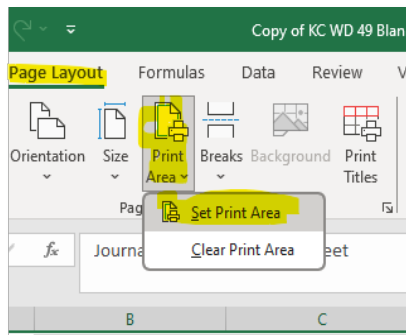 Copy of KC WD 49 Blan
Page Layout Formulas Data Review V
Orientation Size Print Area Breaks Background Print Titles
Pag
Set Print Area
fx Journa eet
Clear Print Area
B C